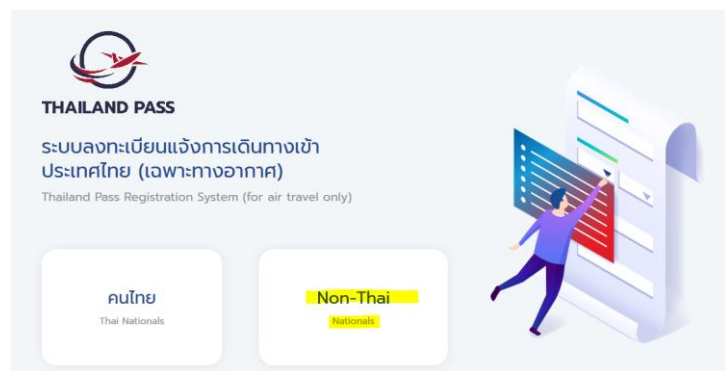 THAILAND PASS
ระบบลงทะเบียนแจ้งการเดินทางเข้า
ประเทศไทย (เฉพาะทางอากาศ)
Thailand Pass Registration System (for air travel only)
คนไทย
Thai Nationals
Non-Thai
Nationals